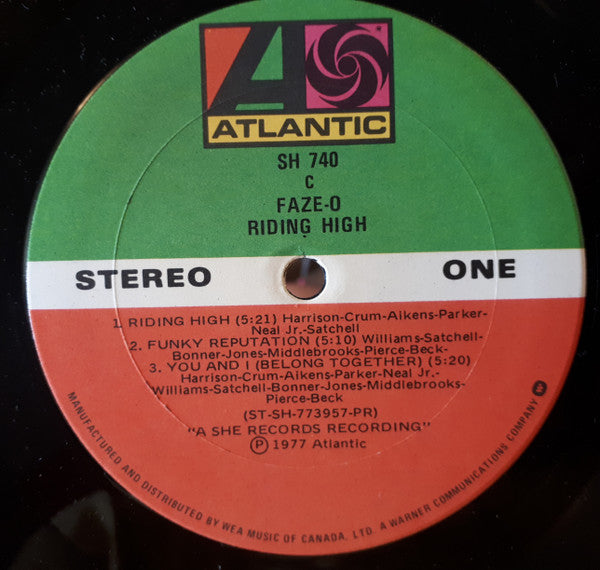 ATLANTIC
SH 740
C
FAZE-O
RIDING HIGH
STEREO ONE
1. RIDING HIGH (5:21) Harrison-Crum-Aikens-Parker-
Neal Jr.-Satchell
2. FUNKY REPUTATION (5:10) Williams-Satchell-
Bonner-Jones-Middlebrooks-Pierce-Beck-
3. YOU AND I (BELONG TOGETHER) (5:20)
Harrison-Crum-Aikens-Parker-Neal Jr.-
Williams-Satchell-Bonner-Jones-Middlebrooks-
Pierce-Beck
(ST-SH-773957-PR)
"A SHE RECORDS RECORDING"
Ⓟ 1977 Atlantic
MANUFACTURED AND DISTRIBUTED BY WEA MUSIC OF CANADA, LTD. A WARNER COMMUNICATIONS COMPANY